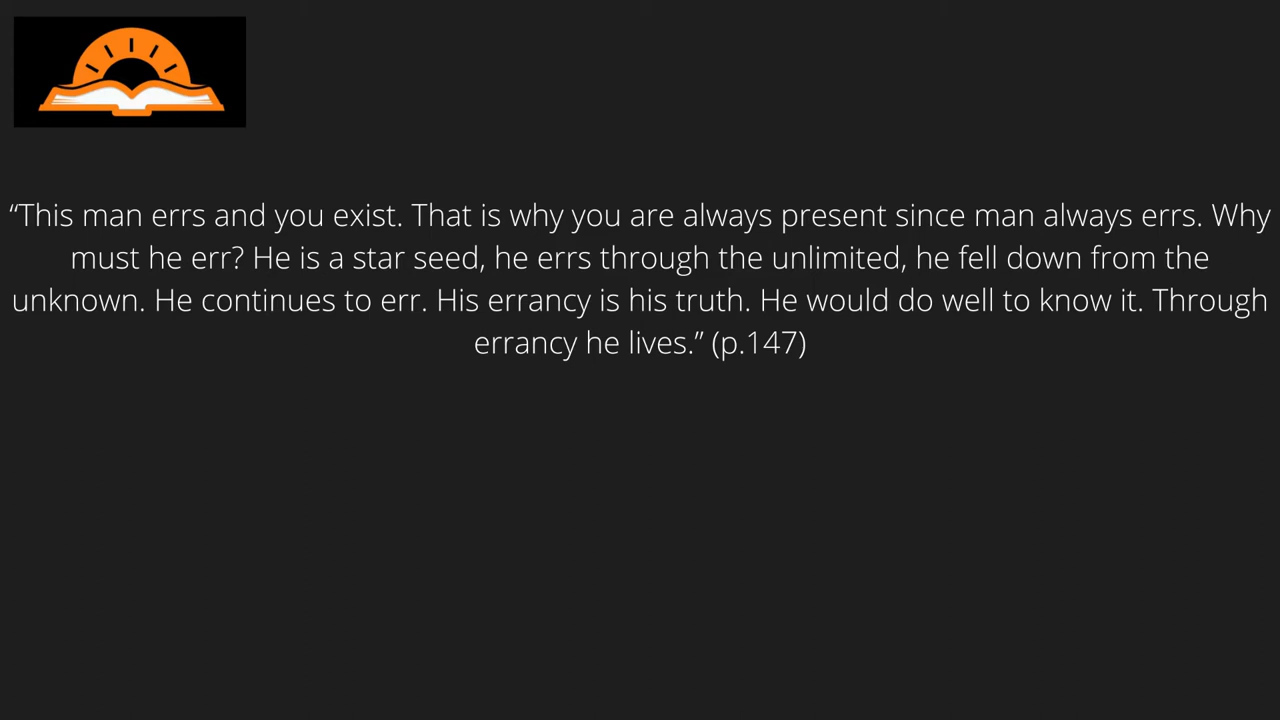 “This man errs and you exist. That is why you are always present since man always errs. Why
must he err? He is a star seed, he errs through the unlimited, he fell down from the
unknown. He continues to err. His errancy is his truth. He would do well to know it. Through
errancy he lives.” (p.147)